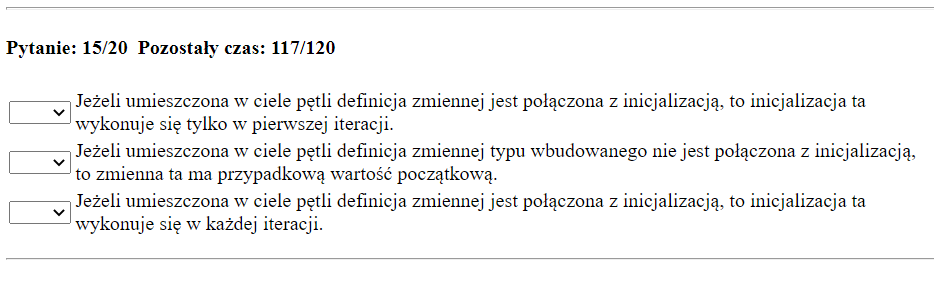 Pytanie: 15/20 Pozostały czas: 117/120
Jeżeli umieszczona w ciele pętli definicja zmiennej jest połączona z inicjalizacją, to inicjalizacja ta
wykonuje się tylko w pierwszej iteracji.
Jeżeli umieszczona w ciele pętli definicja zmiennej typu wbudowanego nie jest połączona z inicjalizacją,
to zmienna ta ma przypadkową wartość początkową.
Jeżeli umieszczona w ciele pętli definicja zmiennej jest połączona z inicjalizacją, to inicjalizacja ta
wykonuje się w każdej iteracji.